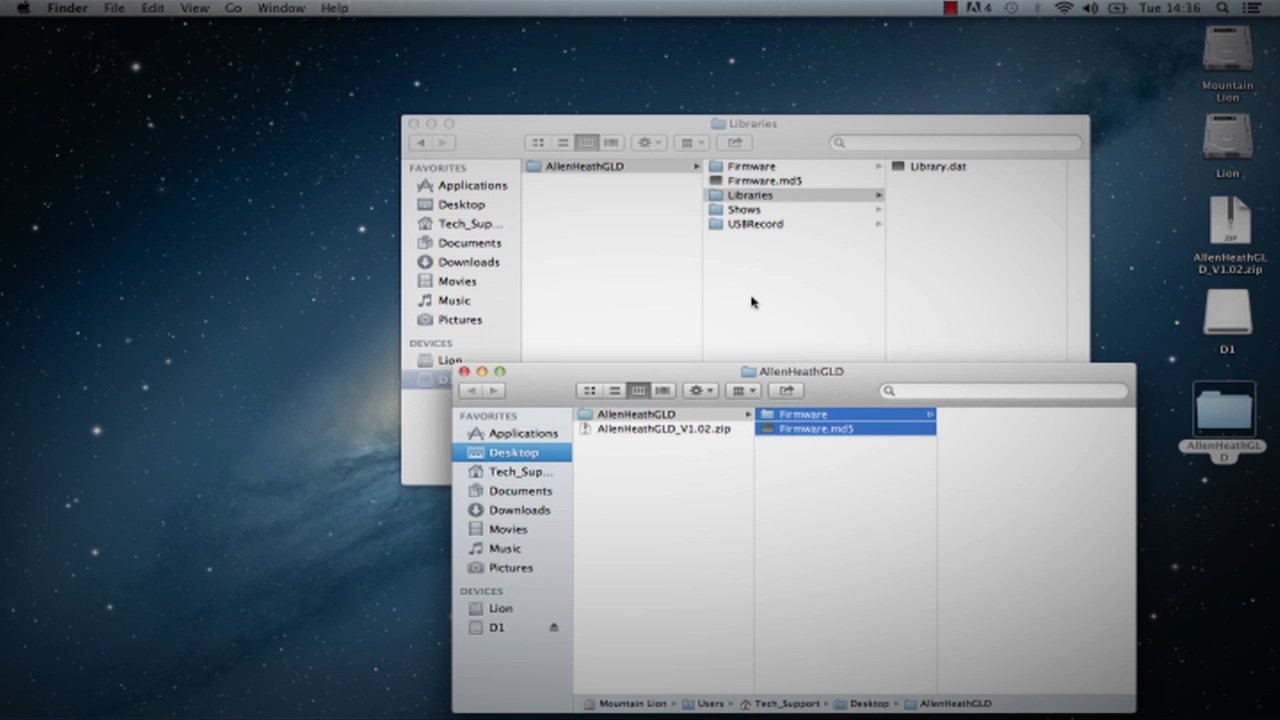 Finder File Edit View Go Window Help
4 Tue 14:36
Mountain Lion
Lion
ZIP
AllenHeathGLD_V1.02.zip
D1
AllenHeathGLD
Libraries
FAVORITES
Applications
Desktop
Tech_Sup...
Documents
Downloads
Movies
Music
Pictures
DEVICES
Lion
AllenHeathGLD
Firmware
Firmware.md5
Libraries
Shows
USBRecord
Library.dat
AllenHeathGLD
FAVORITES
Applications
Desktop
Tech_Sup...
Documents
Downloads
Movies
Music
Pictures
DEVICES
Lion
D1
AllenHeathGLD
AllenHeathGLD_V1.02.zip
Firmware
Firmware.md5
Mountain Lion Users Tech_Support Desktop AllenHeathGLD